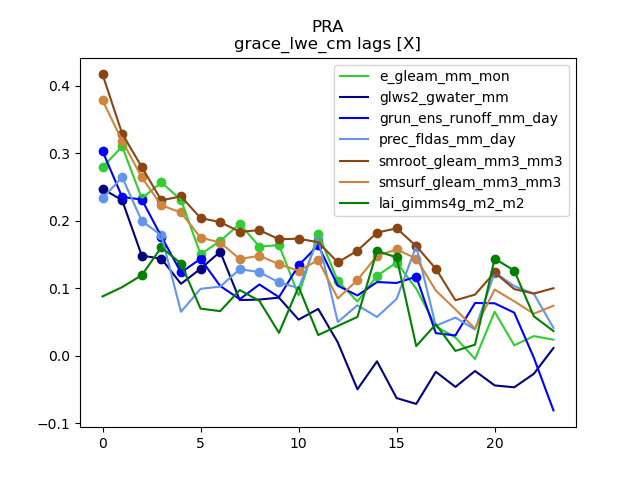 PRA
grace_lwe_cm lags [X]
e_gleam_mm_mon
glws2_gwater_mm
grun_ens_runoff_mm_day
prec_fldas_mm_day
smroot_gleam_mm3_mm3
smsurf_gleam_mm3_mm3
lai_gimms4g_m2_m2
0.4
0.3
0.2
0.1
0.0
−0.1
0 5 10 15 20